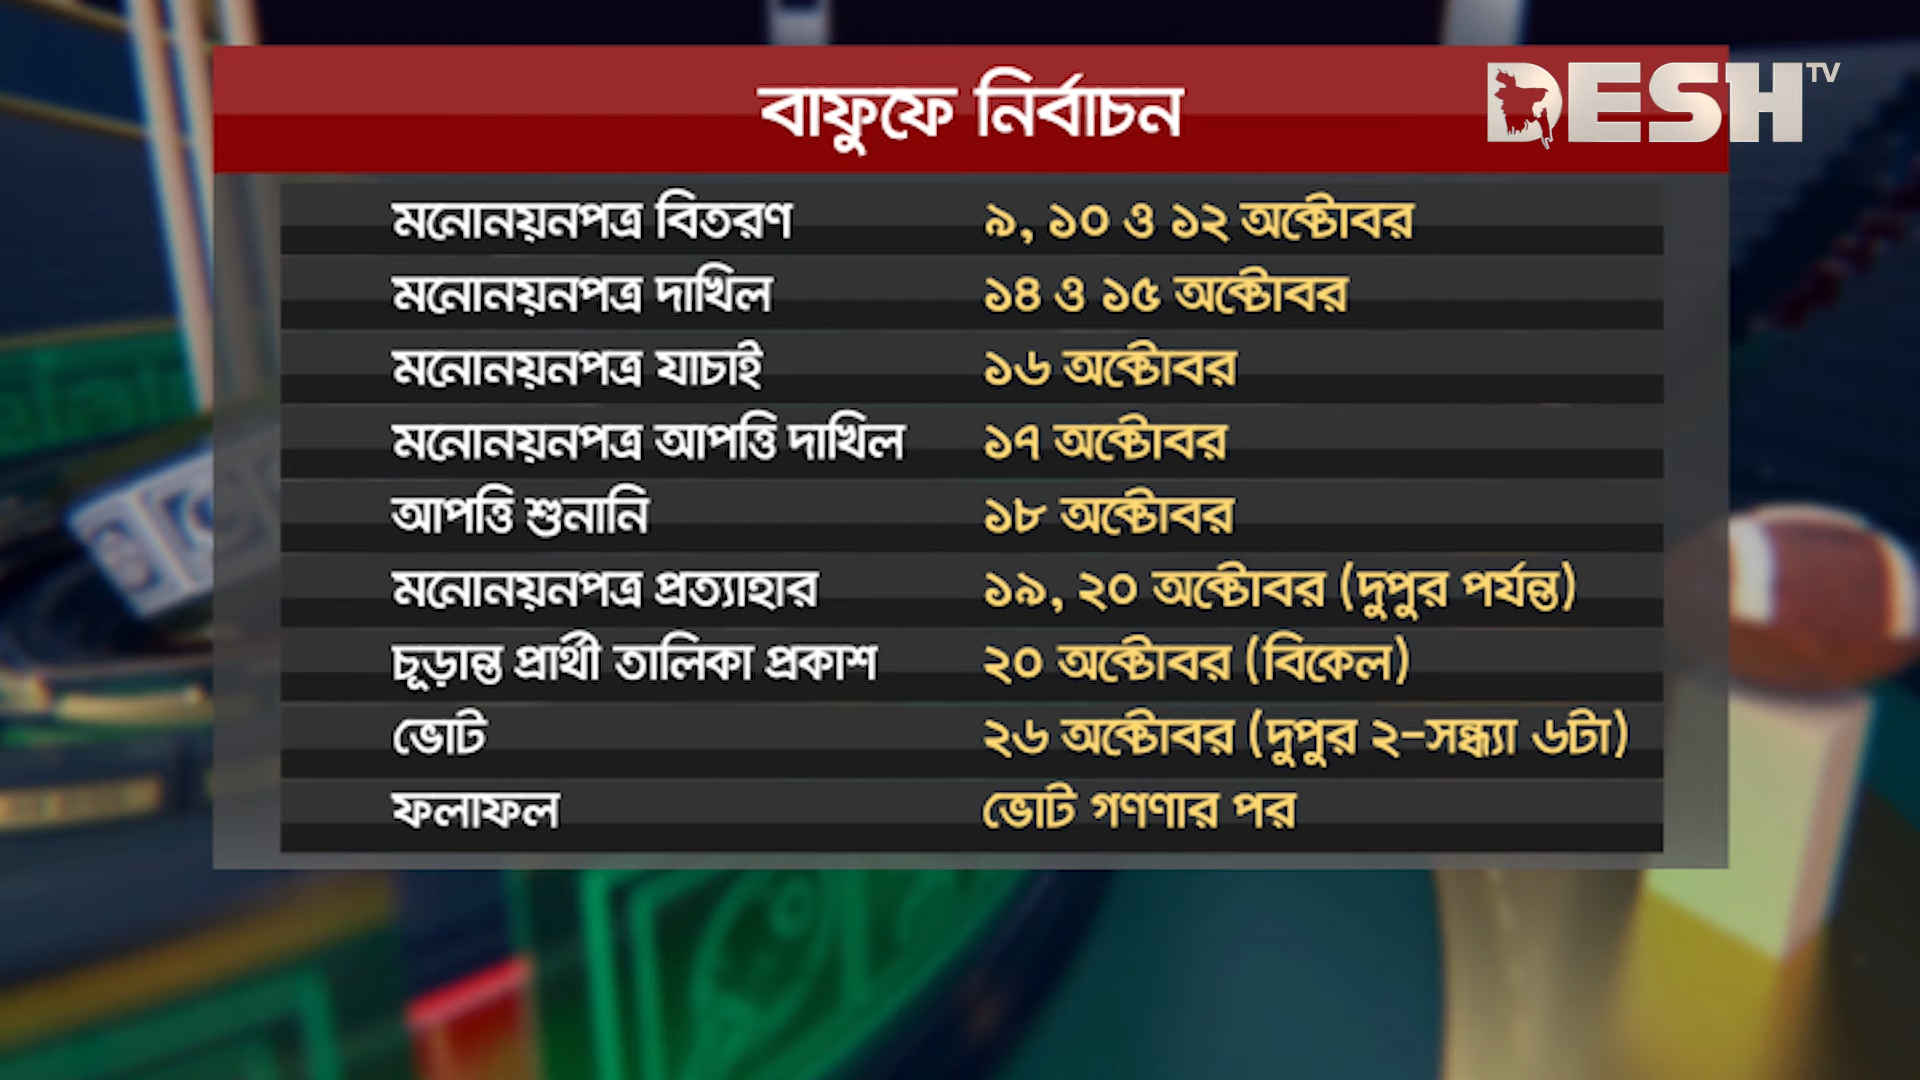 বাফুফে নির্বাচন
DESH TV
মনোনয়নপত্র বিতরণ ৯, ১০ ও ১২ অক্টোবর
মনোনয়নপত্র দাখিল ১৪ ও ১৫ অক্টোবর
মনোনয়নপত্র যাচাই ১৬ অক্টোবর
মনোনয়নপত্র আপত্তি দাখিল ১৭ অক্টোবর
আপত্তি শুনানি ১৮ অক্টোবর
মনোনয়নপত্র প্রত্যাহার ১৯, ২০ অক্টোবর (দুপুর পর্যন্ত)
চূড়ান্ত প্রার্থী তালিকা প্রকাশ ২০ অক্টোবর (বিকেল)
ভোট ২৬ অক্টোবর (দুপুর ২-সন্ধ্যা ৬টা)
ফলাফল ভোট গণণার পর